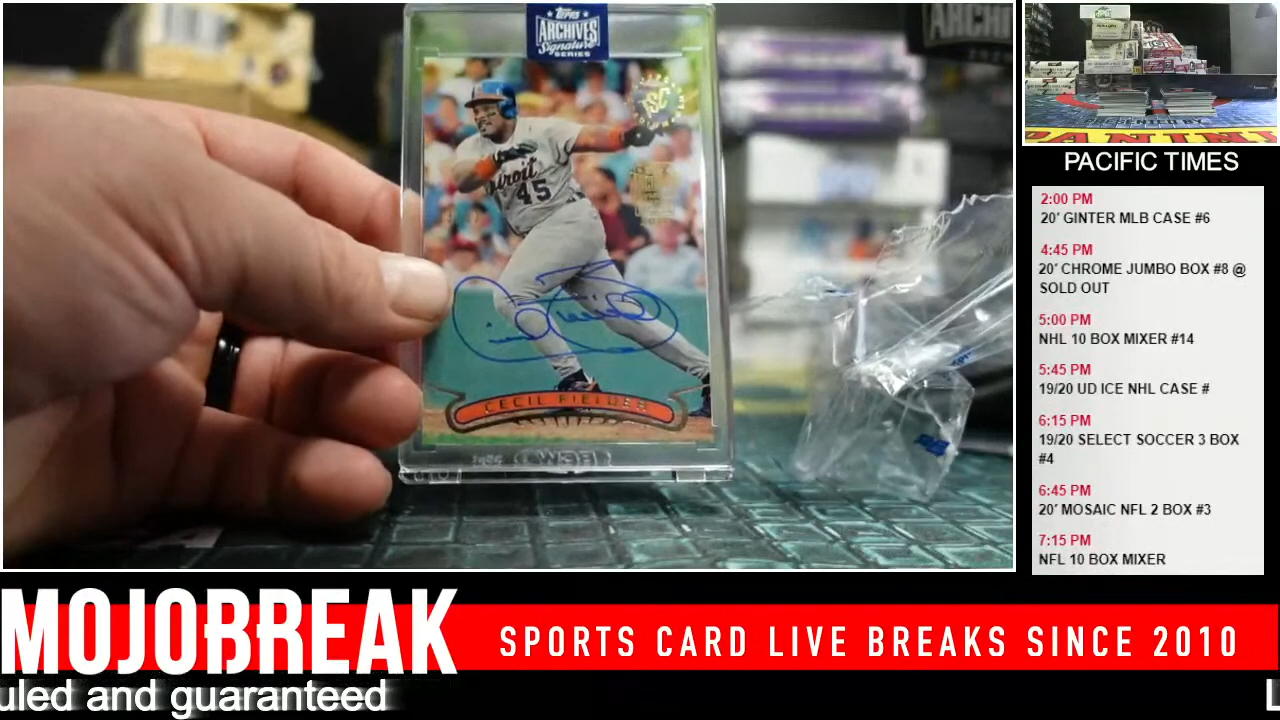 Topps
ARCHIVES
Signature
SERIES
TSC
Detroit
45
CECIL FIELDER
ARCHIVES
PANINI
PACIFIC TIMES
2:00 PM
20' GINTER MLB CASE #6
4:45 PM
20' CHROME JUMBO BOX #8 @
SOLD OUT
5:00 PM
NHL 10 BOX MIXER #14
5:45 PM
19/20 UD ICE NHL CASE #
6:15 PM
19/20 SELECT SOCCER 3 BOX
#4
6:45 PM
20' MOSAIC NFL 2 BOX #3
7:15 PM
NFL 10 BOX MIXER
MOJOBREAK
SPORTS CARD LIVE BREAKS SINCE 2010
uled and guaranteed
L